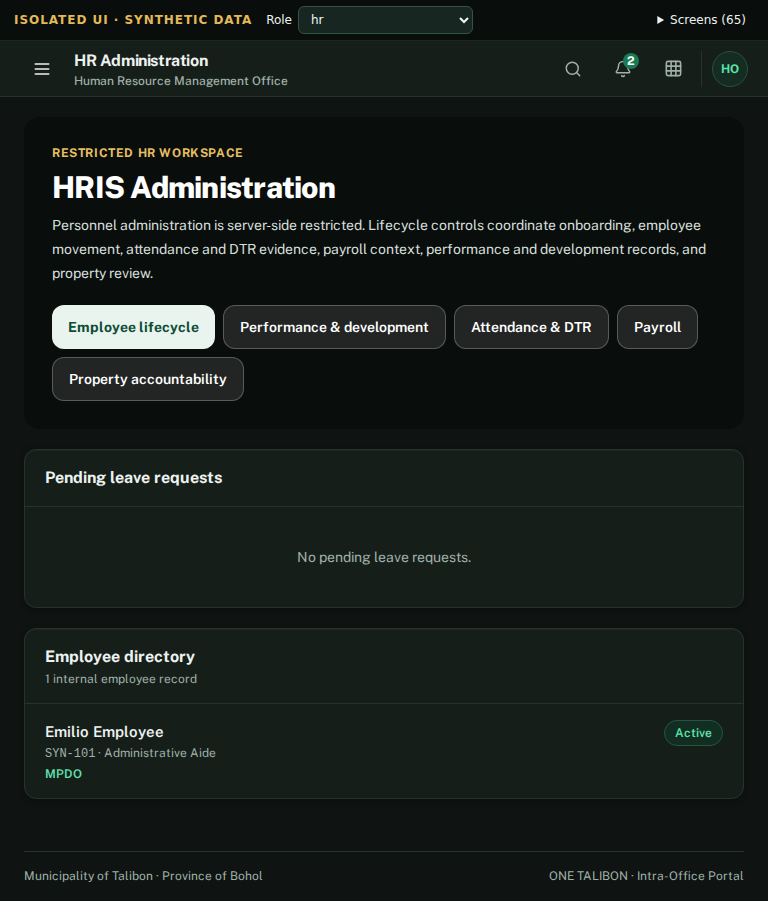 ISOLATED UI · SYNTHETIC DATA Role hr Screens (65)
HR Administration
Human Resource Management Office
2
HO
RESTRICTED HR WORKSPACE
HRIS Administration
Personnel administration is server-side restricted. Lifecycle controls coordinate onboarding, employee
movement, attendance and DTR evidence, payroll context, performance and development records, and
property review.
Employee lifecycle Performance & development Attendance & DTR Payroll
Property accountability
Pending leave requests
No pending leave requests.
Employee directory
1 internal employee record
Emilio Employee Active
SYN-101 · Administrative Aide
MPDO
Municipality of Talibon · Province of Bohol ONE TALIBON · Intra-Office Portal